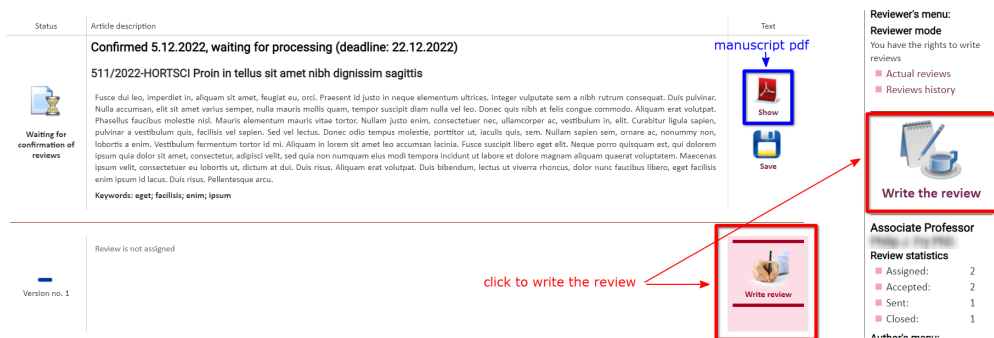 Status
Article description
Text
Confirmed 5.12.2022, waiting for processing (deadline: 22.12.2022)
manuscript pdf
511/2022-HORTSCI Proin in tellus sit amet nibh dignissim sagittis
Fusce dui leo, imperdiet in, aliquam sit amet, feugiat eu, orci. Praesent id justo in neque elementum ultrices. Integer vulputate sem a nibh rutrum consequat. Duis pulvinar.
Nulla accumsan, elit sit amet varius semper, nulla mauris mollis quam, tempor suscipit diam nulla vel leo. Donec quis nibh at felis congue commodo. Aliquam erat volutpat.
Phasellus faucibus molestie nisl. Mauris elementum mauris vitae tortor. Nullam justo enim, consectetuer nec, ullamcorper ac, vestibulum in, elit. Curabitur ligula sapien,
pulvinar a vestibulum quis, facilisis vel sapien. Sed vel lectus. Donec odio tempus molestie, porttitor ut, iaculis quis, sem. Nullam sapien sem, ornare ac, nonummy non,
lobortis a enim. Vestibulum fermentum tortor id mi. Aliquam in lorem sit amet leo accumsan lacinia. Fusce suscipit libero eget elit. Neque porro quisquam est, qui dolorem
ipsum quia dolor sit amet, consectetur, adipisci velit, sed quia non numquam eius modi tempora incidunt ut labore et dolore magnam aliquam quaerat voluptatem. Maecenas
ipsum velit, consectetuer eu lobortis ut, dictum at dui. Duis risus. Aliquam erat volutpat. Duis bibendum, lectus ut viverra rhoncus, dolor nunc faucibus libero, eget facilisis
enim ipsum id lacus. Duis risus. Pellentesque arcu.
Keywords: eget; facilisis; enim; ipsum
Waiting for
confirmation of
reviews
Show
Save
Review is not assigned
Version no. 1
click to write the review
Write review
Reviewer's menu:
Reviewer mode
You have the rights to write
reviews
Actual reviews
Reviews history
Write the review
Associate Professor
Review statistics
Assigned: 2
Accepted: 2
Sent: 1
Closed: 1
Author's menu: